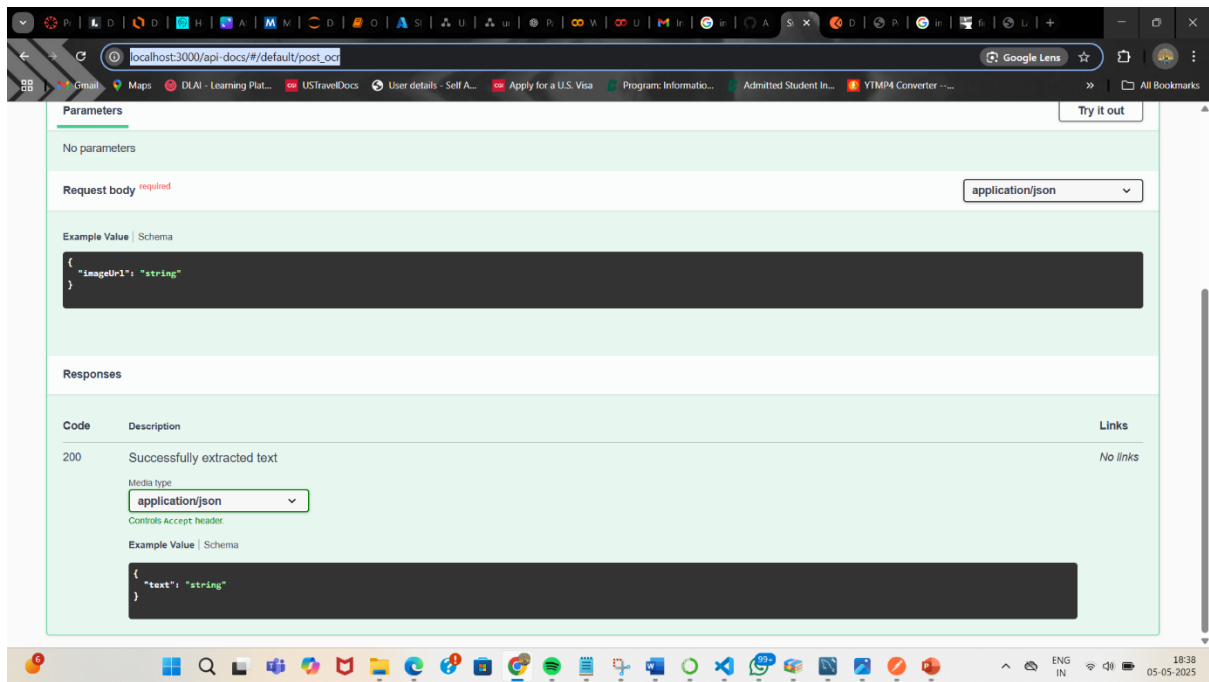 localhost:3000/api-docs/#/default/post_ocr
Google Lens
Gmail
Maps
DLAI - Learning Plat...
USTravelDocs
User details - Self A...
Apply for a U.S. Visa
Program: Informatio...
Admitted Student In...
YTMP4 Converter --...
»
All Bookmarks
Parameters
Try it out
No parameters
Request body required
application/json
Example Value | Schema
{
"imageUrl": "string"
}
Responses
Code Description Links
200 Successfully extracted text No links
Media type
application/json
Controls Accept header.
Example Value | Schema
{
"text": "string"
}
6
99+
ENG
IN
18:38
05-05-2025